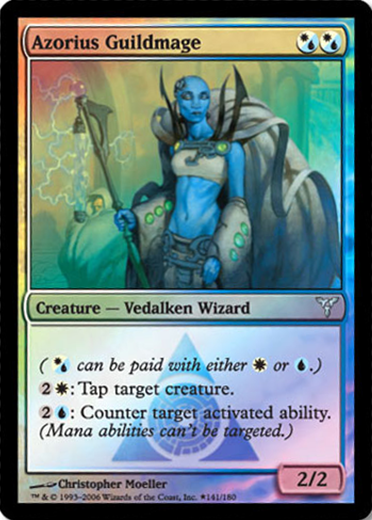 Azorius Guildmage
Creature — Vedalken Wizard
( can be paid with either or .)
2: Tap target creature.
2: Counter target activated ability.
(Mana abilities can't be targeted.)
Christopher Moeller
2/2
™ & © 1993–2006 Wizards of the Coast, Inc. ★141/180